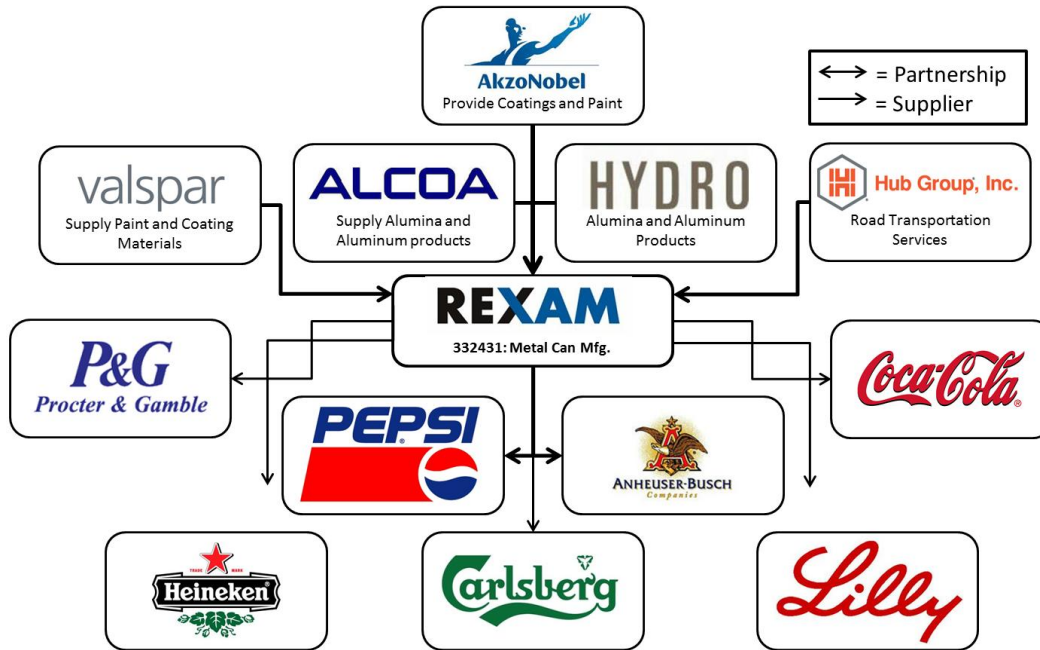 AkzoNobel
Provide Coatings and Paint
= Partnership
= Supplier
valspar
Supply Paint and Coating
Materials
ALCOA
Supply Alumina and
Aluminum products
HYDRO
Alumina and Aluminum
Products
Hub Group, Inc.
Road Transportation
Services
REXAM
332431: Metal Can Mfg.
P&G
Procter & Gamble
PEPSI
®
ANHEUSER-BUSCH
Companies
Coca-Cola
®
TRADE MARK
Heineken®
Carlsberg
Lilly